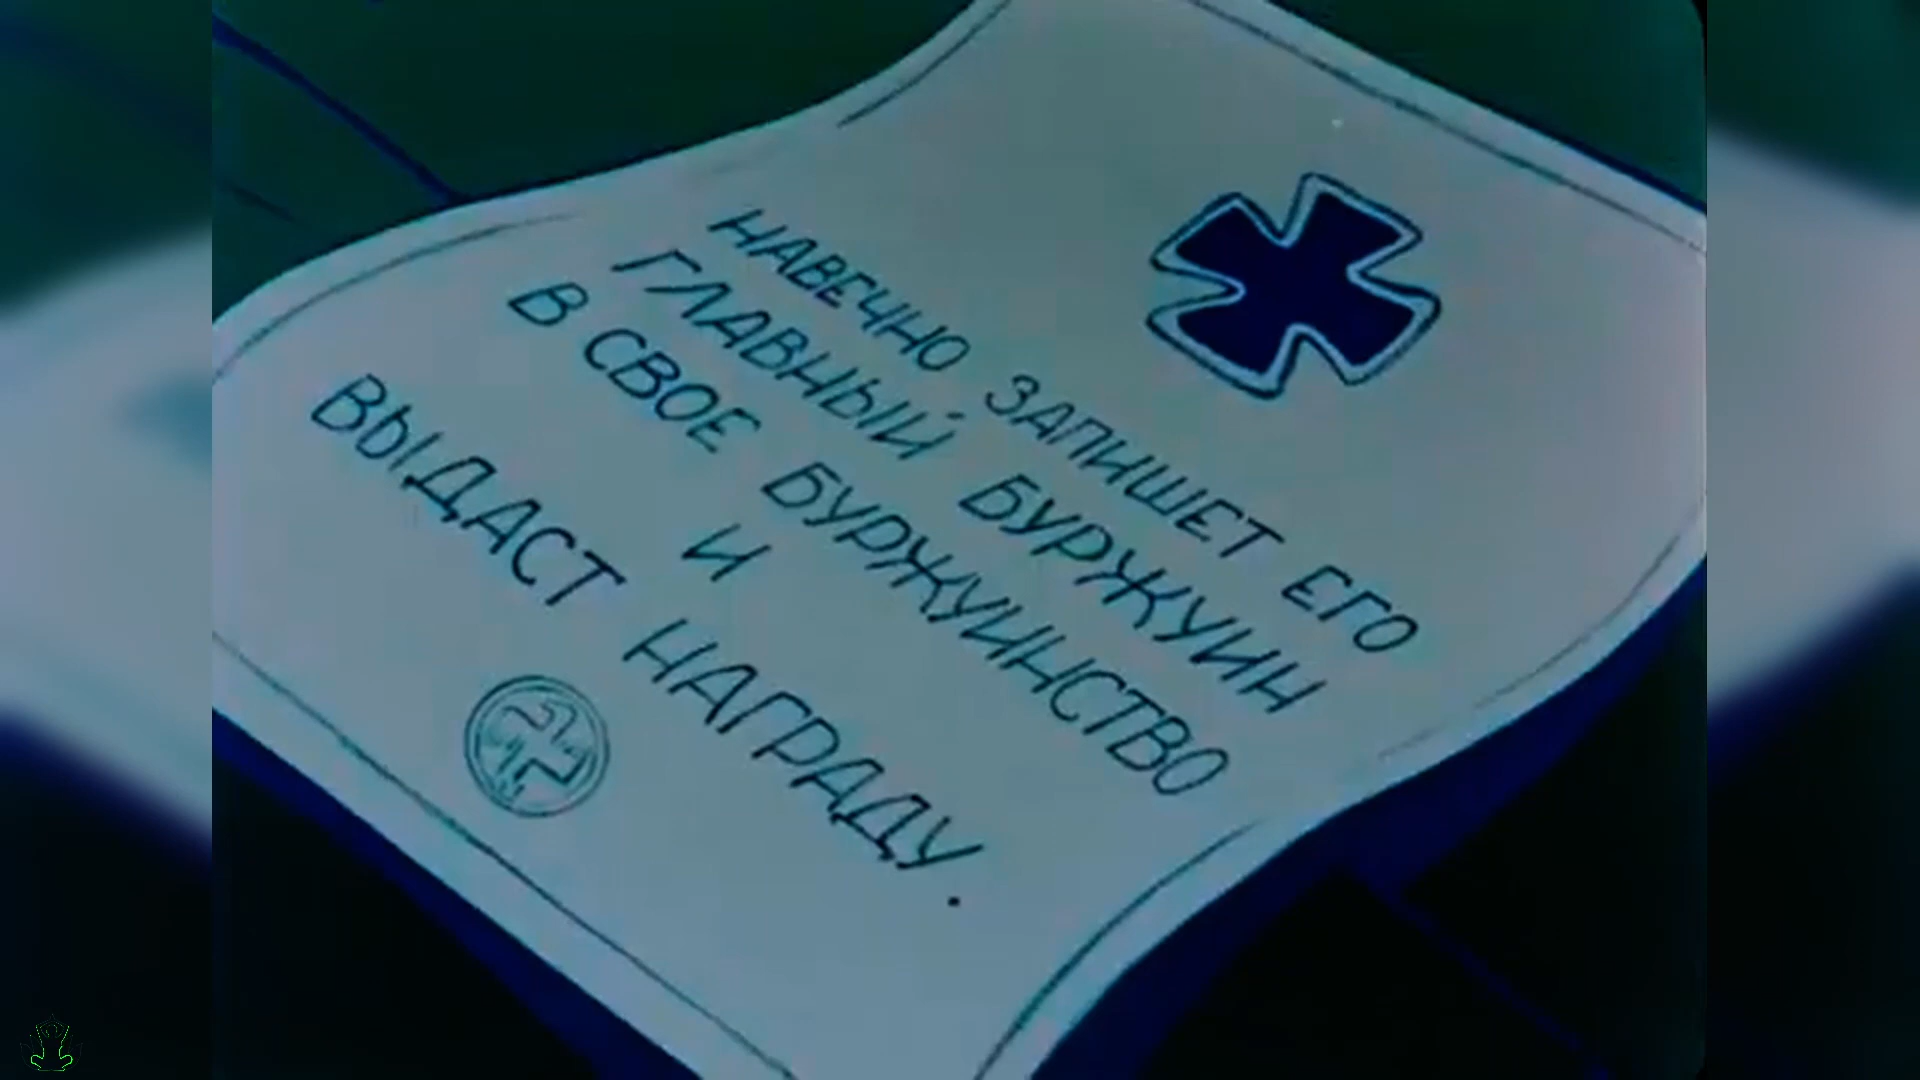 НАВЕЧНО ЗАПИШЕТ ЕГО
ГЛАВНЫЙ БУРЖУИН
В СВОЕ БУРЖУИНСТВО
И
ВЫДАСТ НАГРАДУ.